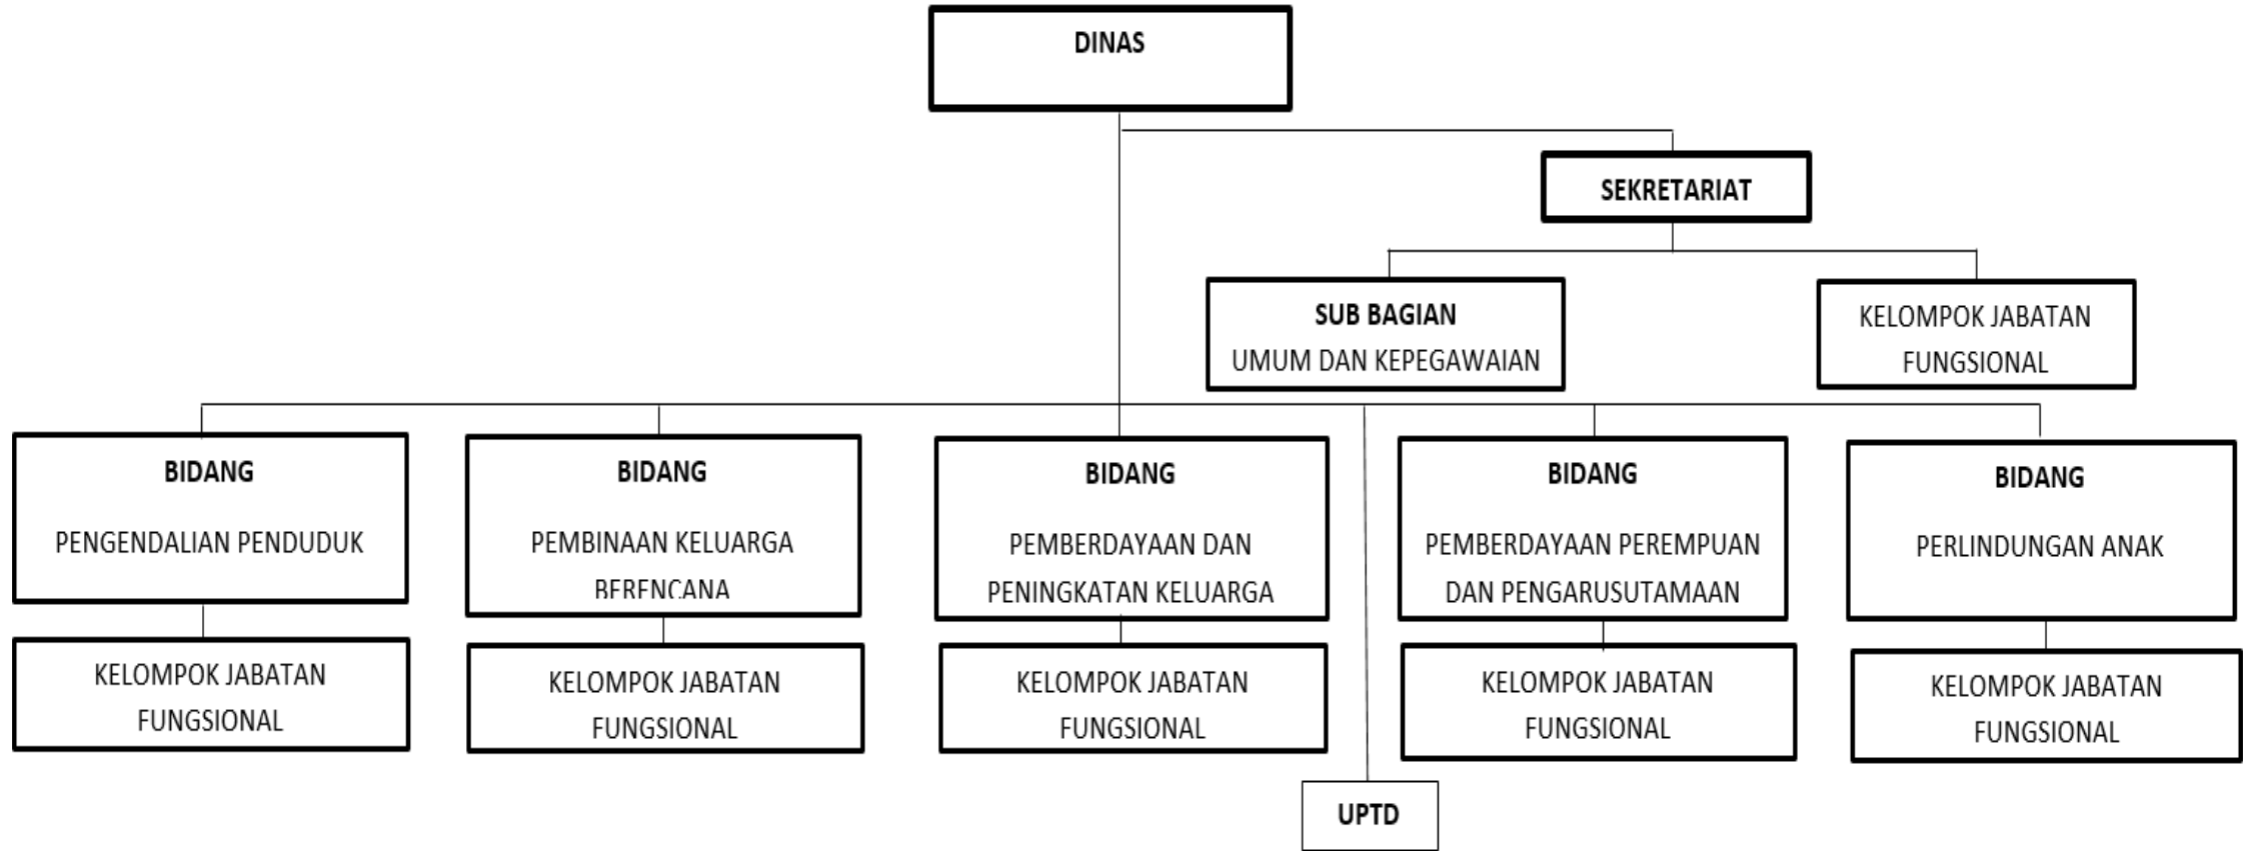 DINAS
SEKRETARIAT
SUB BAGIAN
UMUM DAN KEPEGAWAIAN
KELOMPOK JABATAN
FUNGSIONAL
BIDANG
PENGENDALIAN PENDUDUK
BIDANG
PEMBINAAN KELUARGA
BERENCANA
BIDANG
PEMBERDAYAAN DAN
PENINGKATAN KELUARGA
BIDANG
PEMBERDAYAAN PEREMPUAN
DAN PENGARUSUTAMAAN
BIDANG
PERLINDUNGAN ANAK
KELOMPOK JABATAN
FUNGSIONAL
KELOMPOK JABATAN
FUNGSIONAL
KELOMPOK JABATAN
FUNGSIONAL
KELOMPOK JABATAN
FUNGSIONAL
KELOMPOK JABATAN
FUNGSIONAL
UPTD